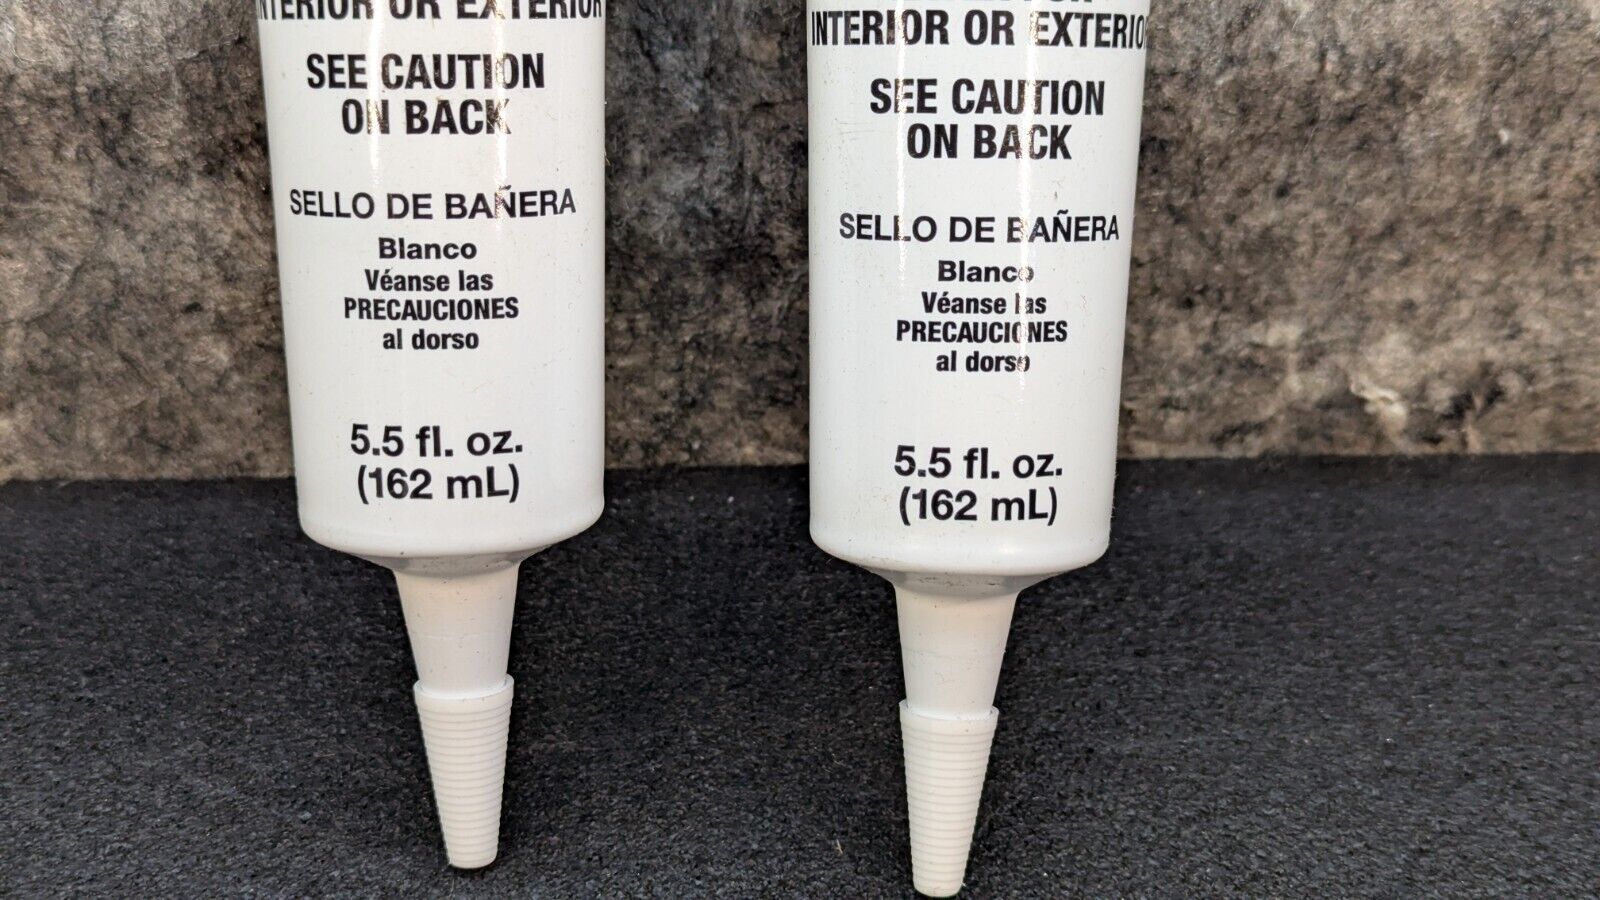 INTERIOR OR EXTERIOR
SEE CAUTION
ON BACK
SELLO DE BAÑERA
Blanco
Véanse las
PRECAUCIONES
al dorso
5.5 fl. oz.
(162 mL)
INTERIOR OR EXTERIOR
SEE CAUTION
ON BACK
SELLO DE BAÑERA
Blanco
Véanse las
PRECAUCIONES
al dorso
5.5 fl. oz.
(162 mL)